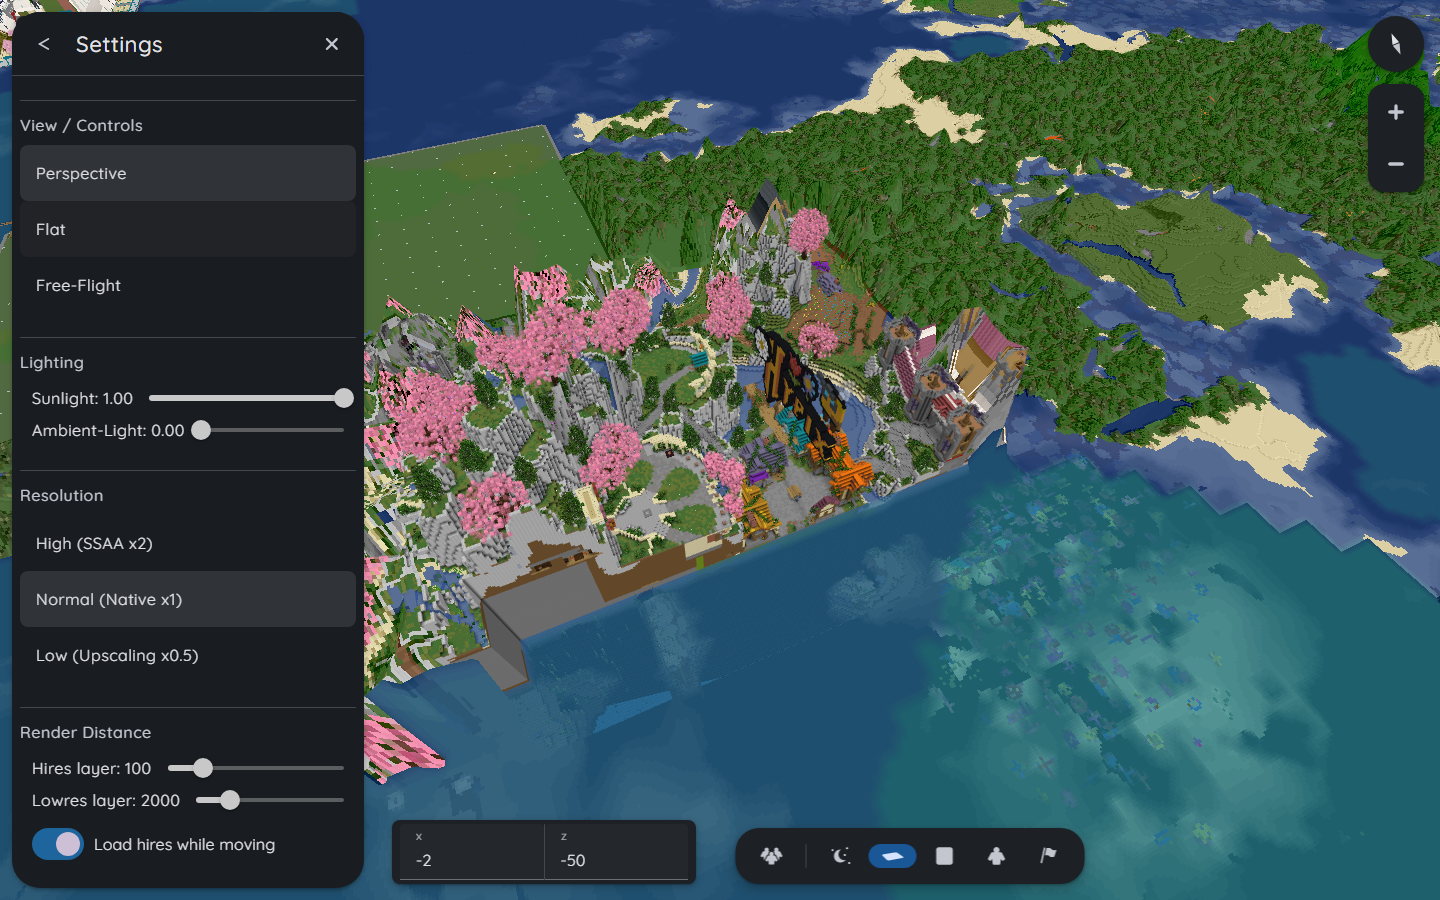 Settings
View / Controls
Perspective
Flat
Free-Flight
Lighting
Sunlight: 1.00
Ambient-Light: 0.00
Resolution
High (SSAA x2)
Normal (Native x1)
Low (Upscaling x0.5)
Render Distance
Hires layer: 100
Lowres layer: 2000
Load hires while moving
x
-2
z
-50